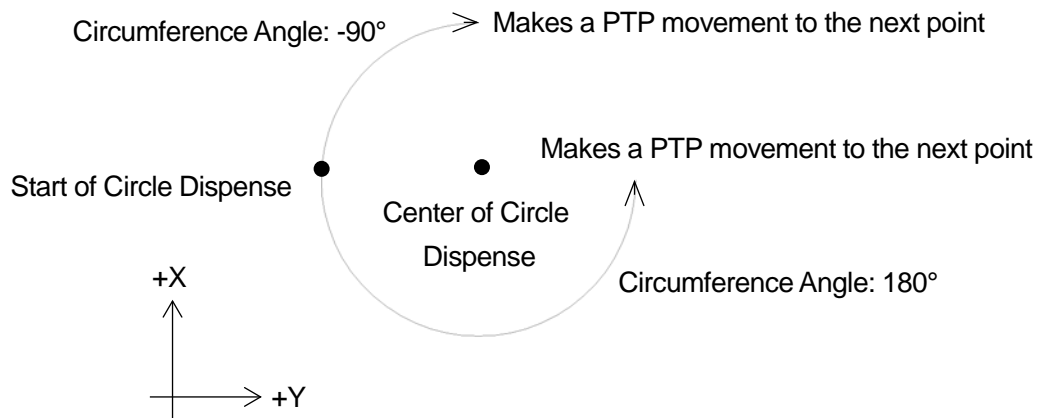 Circumference Angle: -90°
Makes a PTP movement to the next point
Makes a PTP movement to the next point
Start of Circle Dispense
Center of Circle
Dispense
Circumference Angle: 180°
+X
+Y